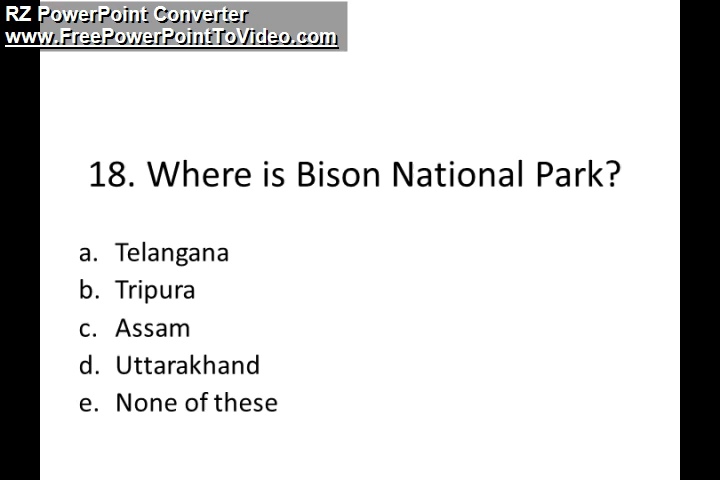 RZ PowerPoint Converter
www.FreePowerPointToVideo.com
18. Where is Bison National Park?
a. Telangana
b. Tripura
c. Assam
d. Uttarakhand
e. None of these